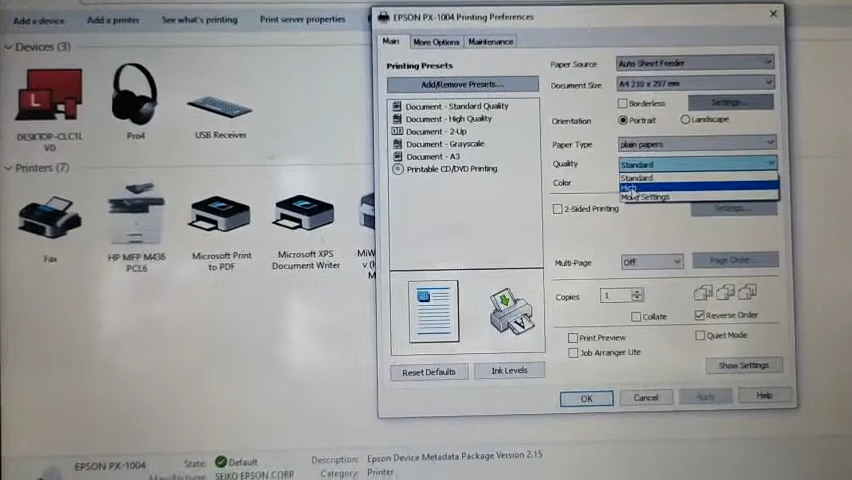 Add a device
Add a printer
See what's printing
Print server properties
Devices (3)
DESKTOP-CLC1L
VD
Pro4
USB Receiver
Printers (7)
Fax
HP MFP M436
PCL6
Microsoft Print
to PDF
Microsoft XPS
Document Writer
EPSON PX-1004 Printing Preferences
Main
More Options
Maintenance
Printing Presets
Add/Remove Presets...
Document - Standard Quality
Document - High Quality
Document - 2-Up
Document - Grayscale
Document - A3
Printable CD/DVD Printing
Reset Defaults
Ink Levels
Paper Source
Auto Sheet Feeder
Document Size
A4 210 x 297 mm
Borderless
Settings...
Orientation
Portrait
Landscape
Paper Type
plain papers
Quality
Standard
Standard
High
More Settings
Color
2-Sided Printing
Settings...
Multi-Page
Off
Page Order...
Copies
1
Collate
Reverse Order
Print Preview
Quiet Mode
Job Arranger Lite
Show Settings
OK
Cancel
Apply
Help
EPSON PX-1004
State:
Default
Description:
Epson Device Metadata Package Version 2.15
Manufacturer:
SEIKO EPSON CORP
Category:
Printer